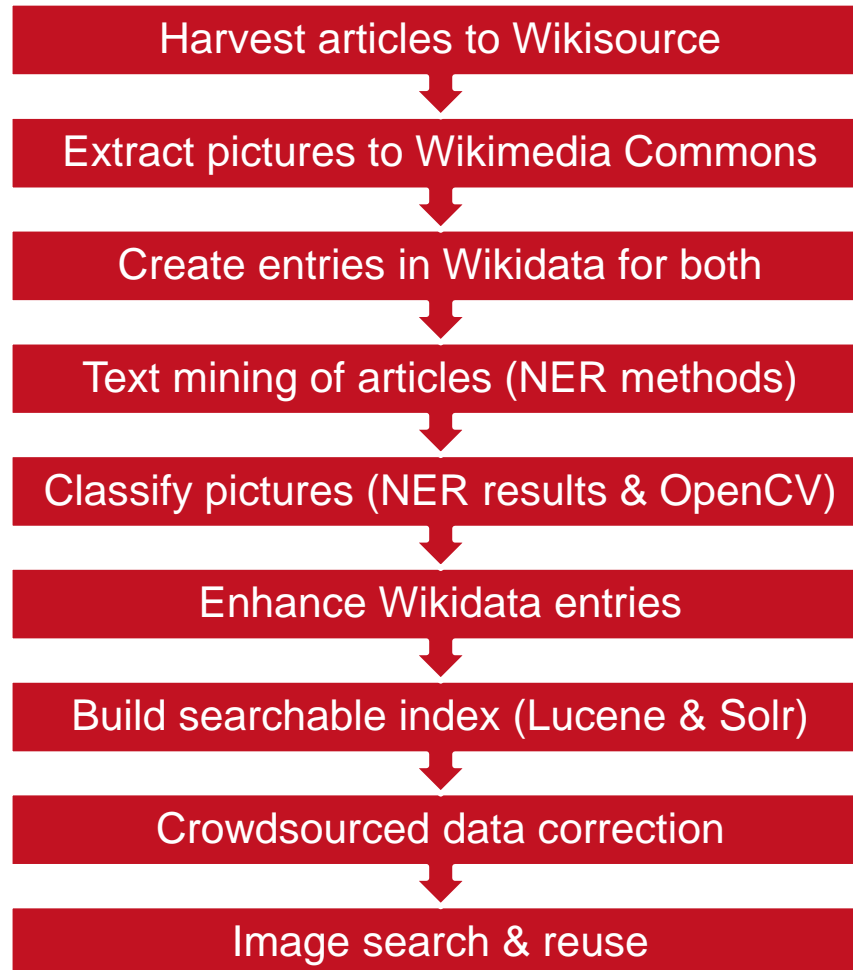 Harvest articles to Wikisource
Extract pictures to Wikimedia Commons
Create entries in Wikidata for both
Text mining of articles (NER methods)
Classify pictures (NER results & OpenCV)
Enhance Wikidata entries
Build searchable index (Lucene & Solr)
Crowdsourced data correction
Image search & reuse